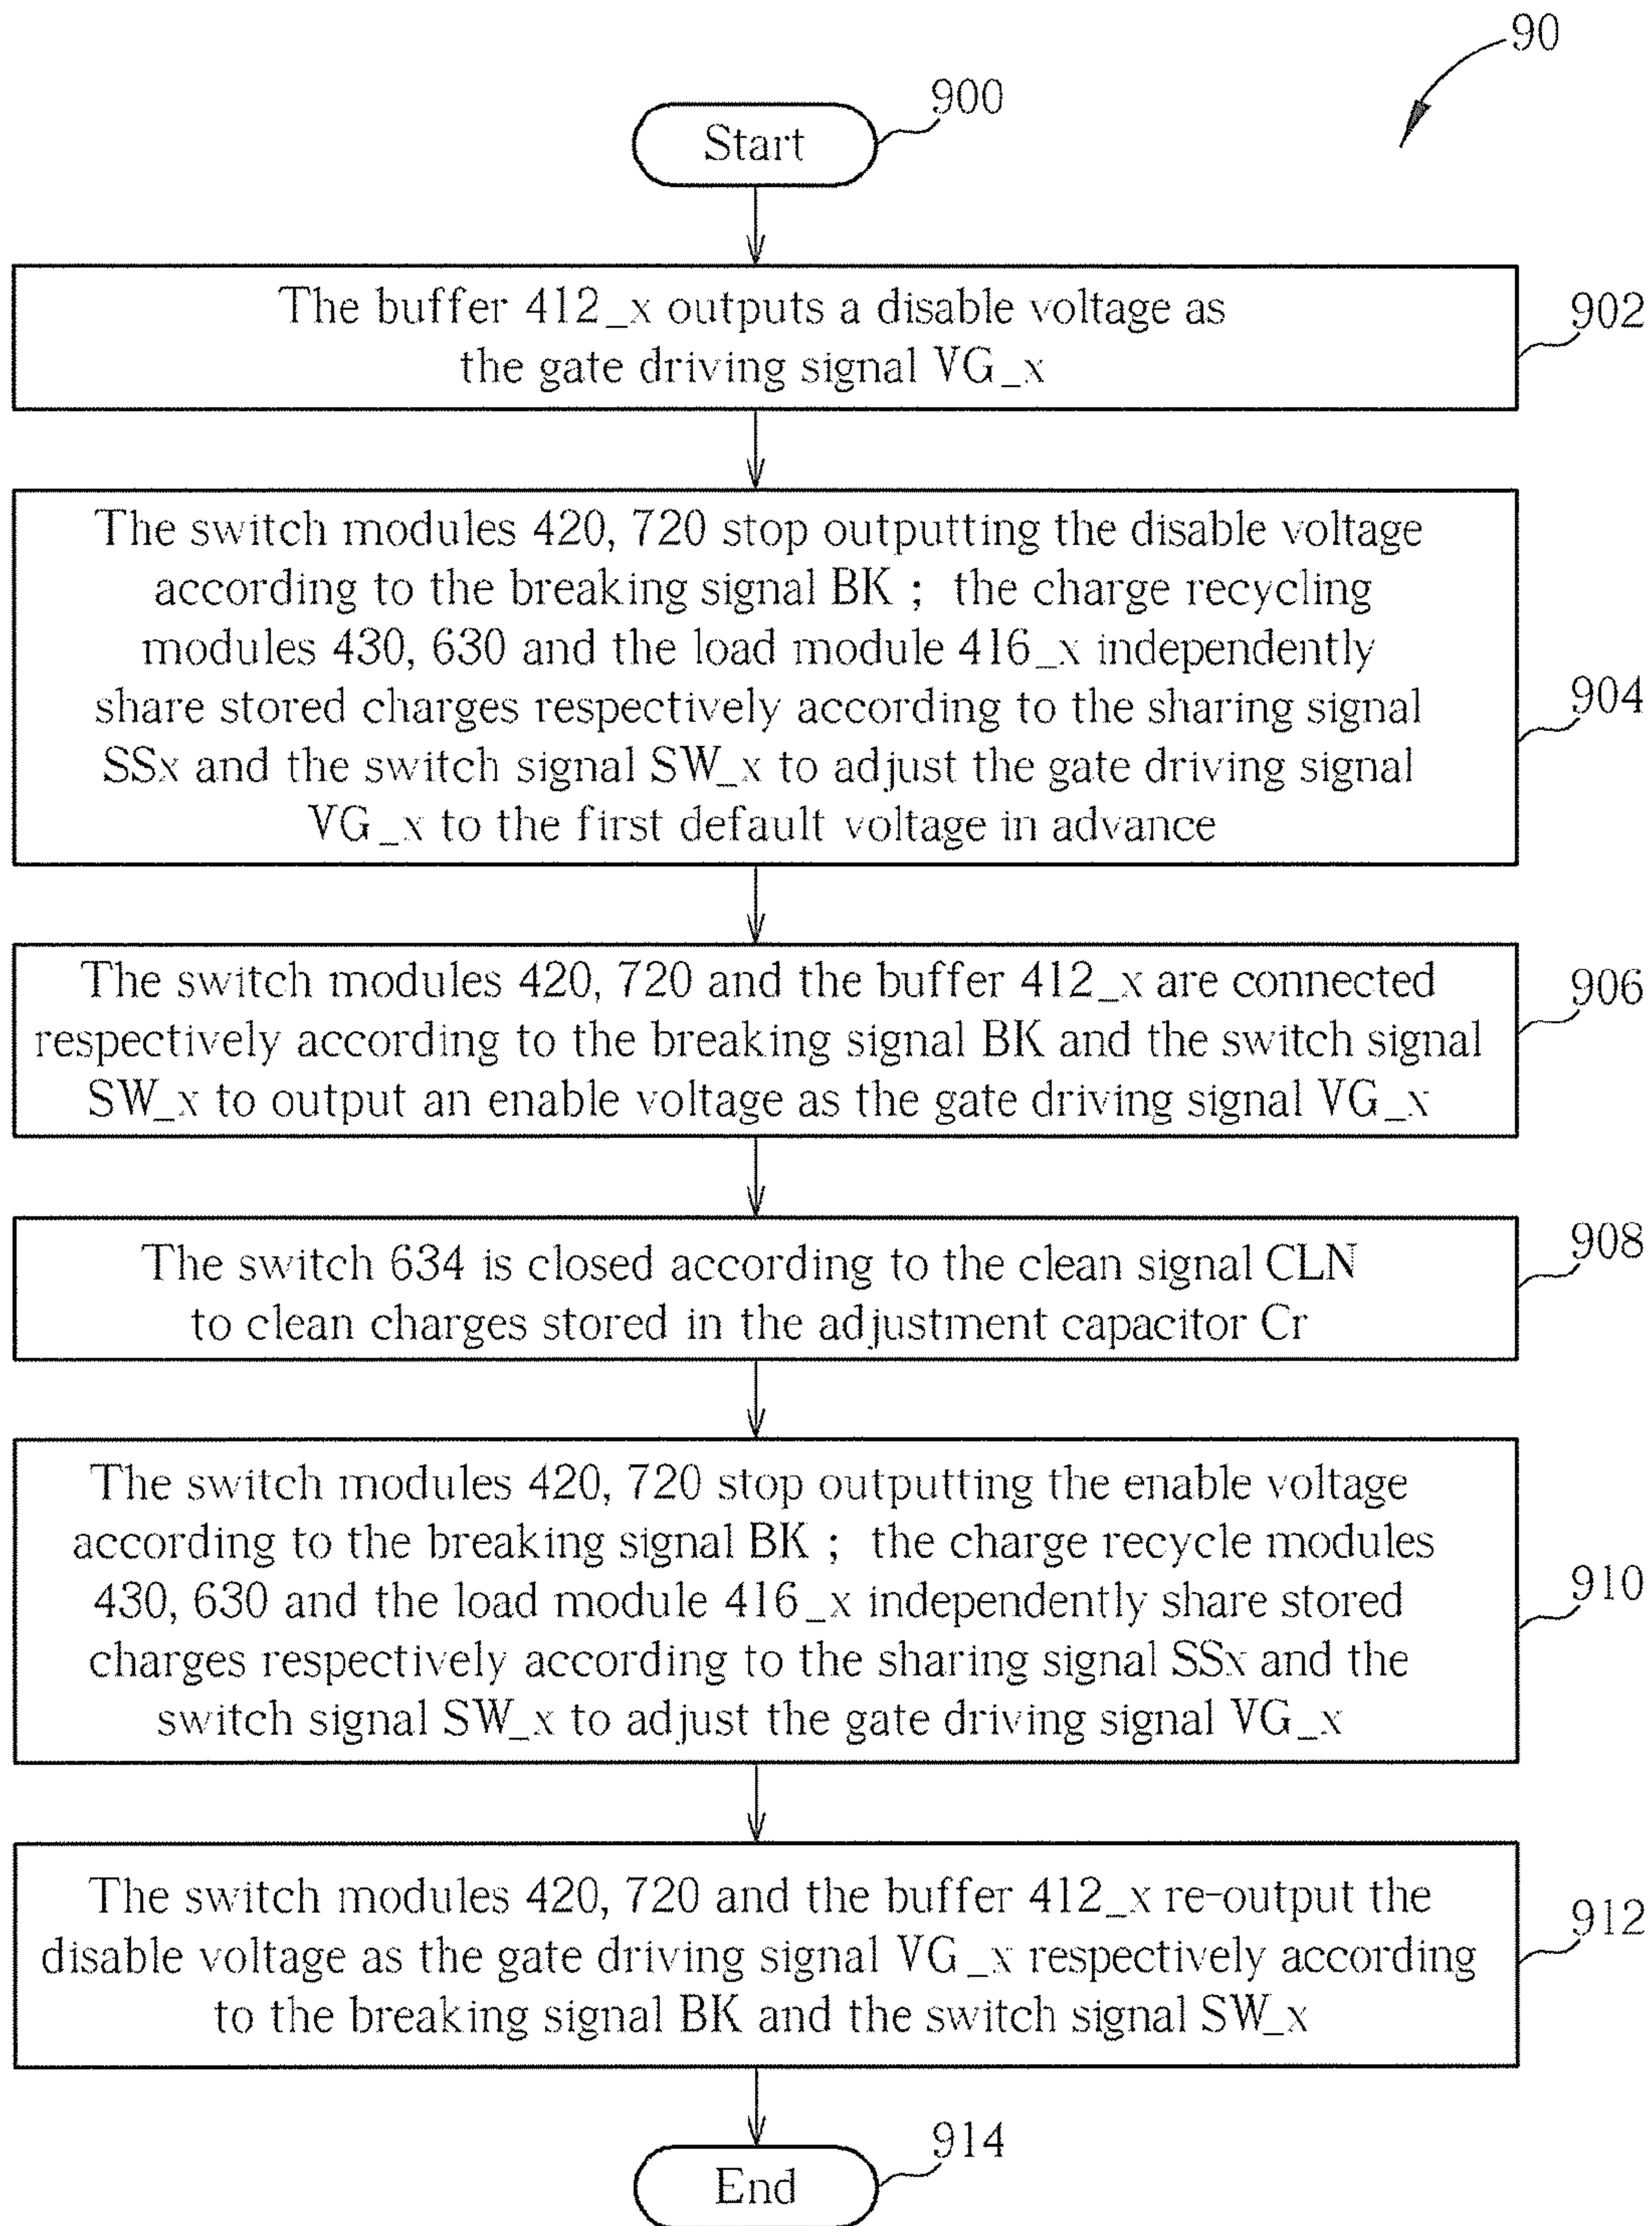 90
900
Start
The buffer 412_x outputs a disable voltage as
the gate driving signal VG_x
902
The switch modules 420, 720 stop outputting the disable voltage
according to the breaking signal BK ; the charge recycling
modules 430, 630 and the load module 416_x independently
share stored charges respectively according to the sharing signal
SSx and the switch signal SW_x to adjust the gate driving signal
VG_x to the first default voltage in advance
904
The switch modules 420, 720 and the buffer 412_x are connected
respectively according to the breaking signal BK and the switch signal
SW_x to output an enable voltage as the gate driving signal VG_x
906
The switch 634 is closed according to the clean signal CLN
to clean charges stored in the adjustment capacitor Cr
908
The switch modules 420, 720 stop outputting the enable voltage
according to the breaking signal BK ; the charge recycle modules
430, 630 and the load module 416_x independently share stored
charges respectively according to the sharing signal SSx and the
switch signal SW_x to adjust the gate driving signal VG_x
910
The switch modules 420, 720 and the buffer 412_x re-output the
disable voltage as the gate driving signal VG_x respectively according
to the breaking signal BK and the switch signal SW_x
912
914
End